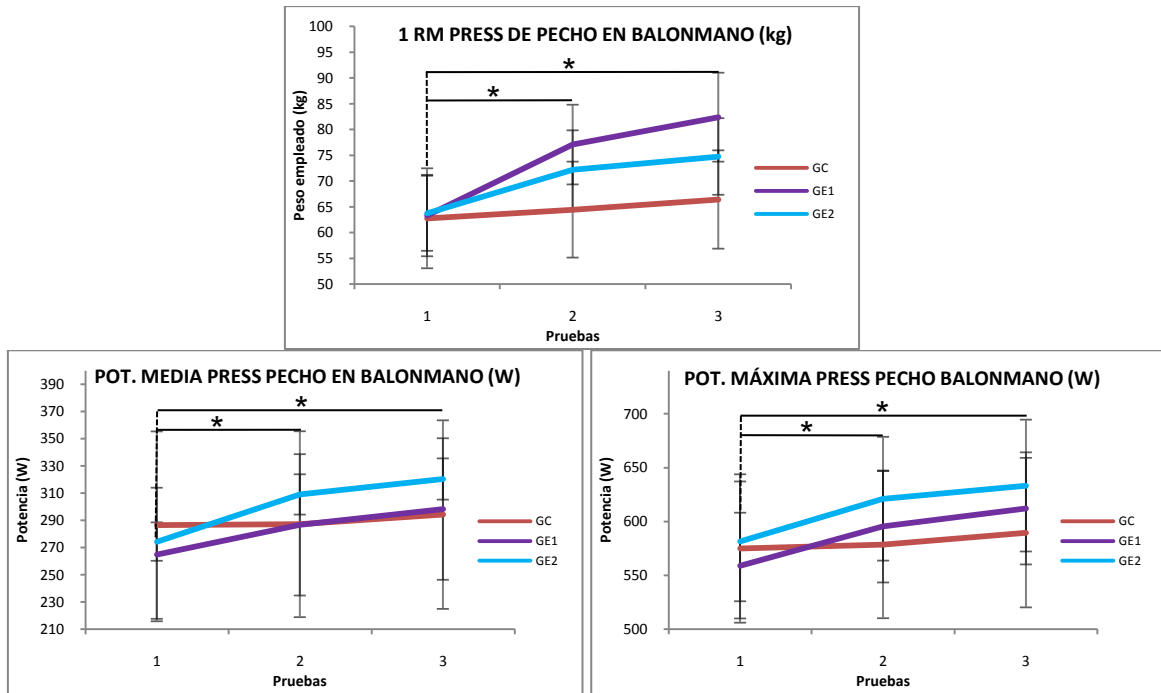 1 RM PRESS DE PECHO EN BALONMANO (kg)
Peso empleado (kg)
100
95
90
85
80
75
70
65
60
55
50
*
*
GC
GE1
GE2
1 2 3
Pruebas
POT. MEDIA PRESS PECHO EN BALONMANO (W)
Potencia (W)
390
370
350
330
310
290
270
250
230
210
*
*
GC
GE1
GE2
1 2 3
Pruebas
POT. MÁXIMA PRESS PECHO BALONMANO (W)
Potencia (W)
700
650
600
550
500
*
*
GC
GE1
GE2
1 2 3
Pruebas